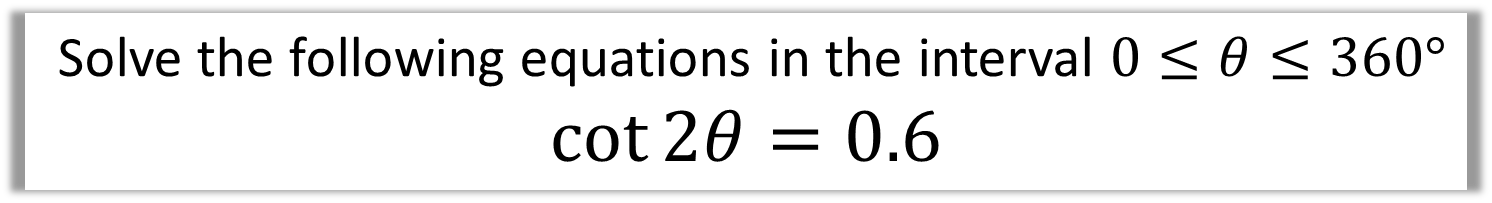 Solve the following equations in the interval 0 ≤ θ ≤ 360°
cot 2θ = 0.6